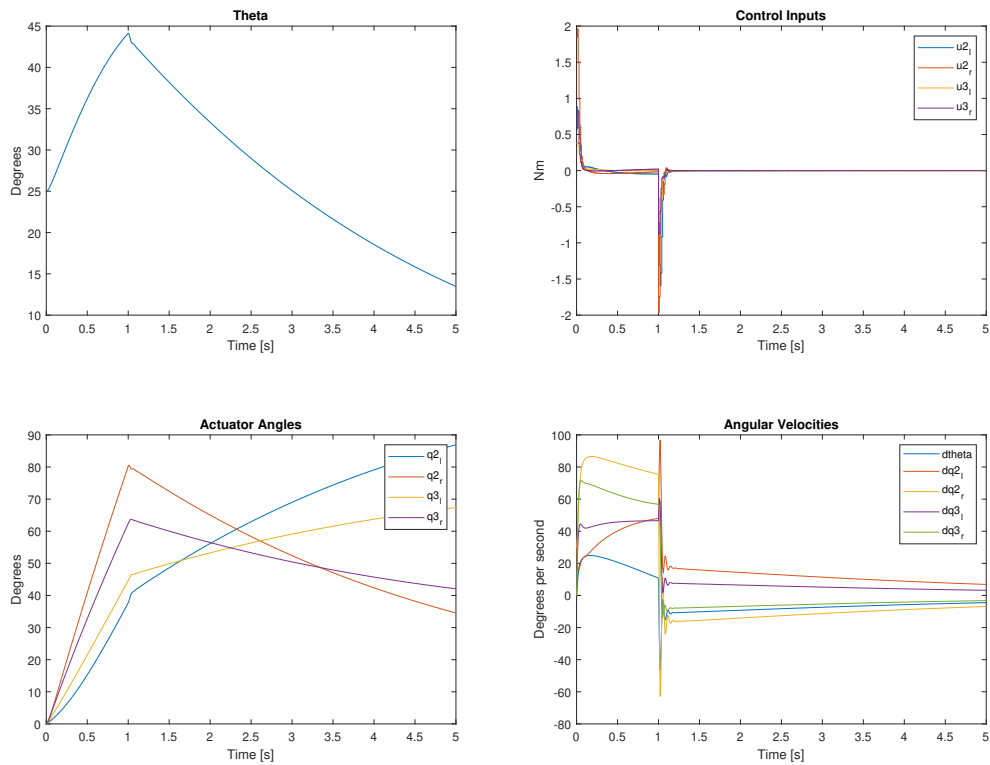 Theta
Degrees
45
40
35
30
25
20
15
10
0 0.5 1 1.5 2 2.5 3 3.5 4 4.5 5
Time [s]
Control Inputs
Nm
2
1.5
1
0.5
0
-0.5
-1
-1.5
-2
0 0.5 1 1.5 2 2.5 3 3.5 4 4.5 5
Time [s]
u2l
u2r
u3l
u3r
Actuator Angles
Degrees
90
80
70
60
50
40
30
20
10
0
0 0.5 1 1.5 2 2.5 3 3.5 4 4.5 5
Time [s]
q2l
q2r
q3l
q3r
Angular Velocities
Degrees per second
100
80
60
40
20
0
-20
-40
-60
-80
0 0.5 1 1.5 2 2.5 3 3.5 4 4.5 5
Time [s]
dtheta
dq2l
dq2r
dq3l
dq3r